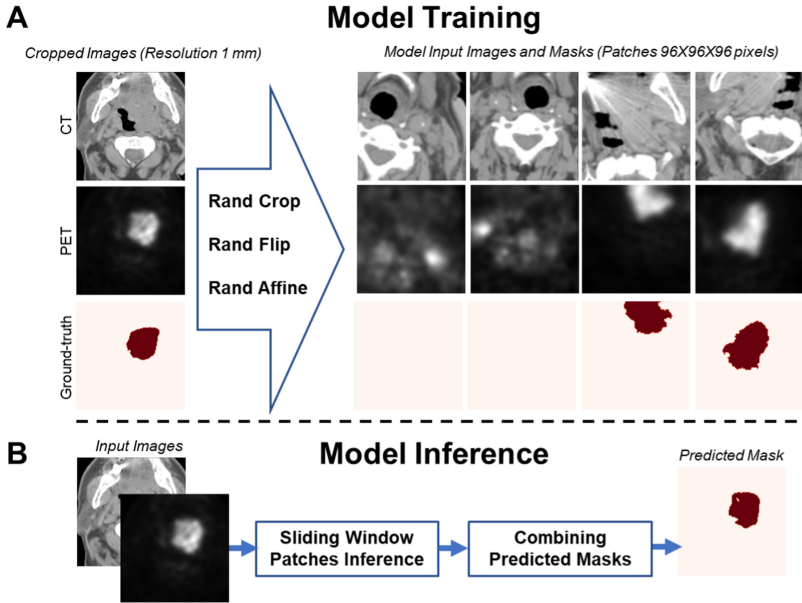 A
Model Training
Cropped Images (Resolution 1 mm)
Model Input Images and Masks (Patches 96X96X96 pixels)
CT
PET
Ground-truth
Rand Crop
Rand Flip
Rand Affine
B
Input Images
Model Inference
Predicted Mask
Sliding Window
Patches Inference
Combining
Predicted Masks